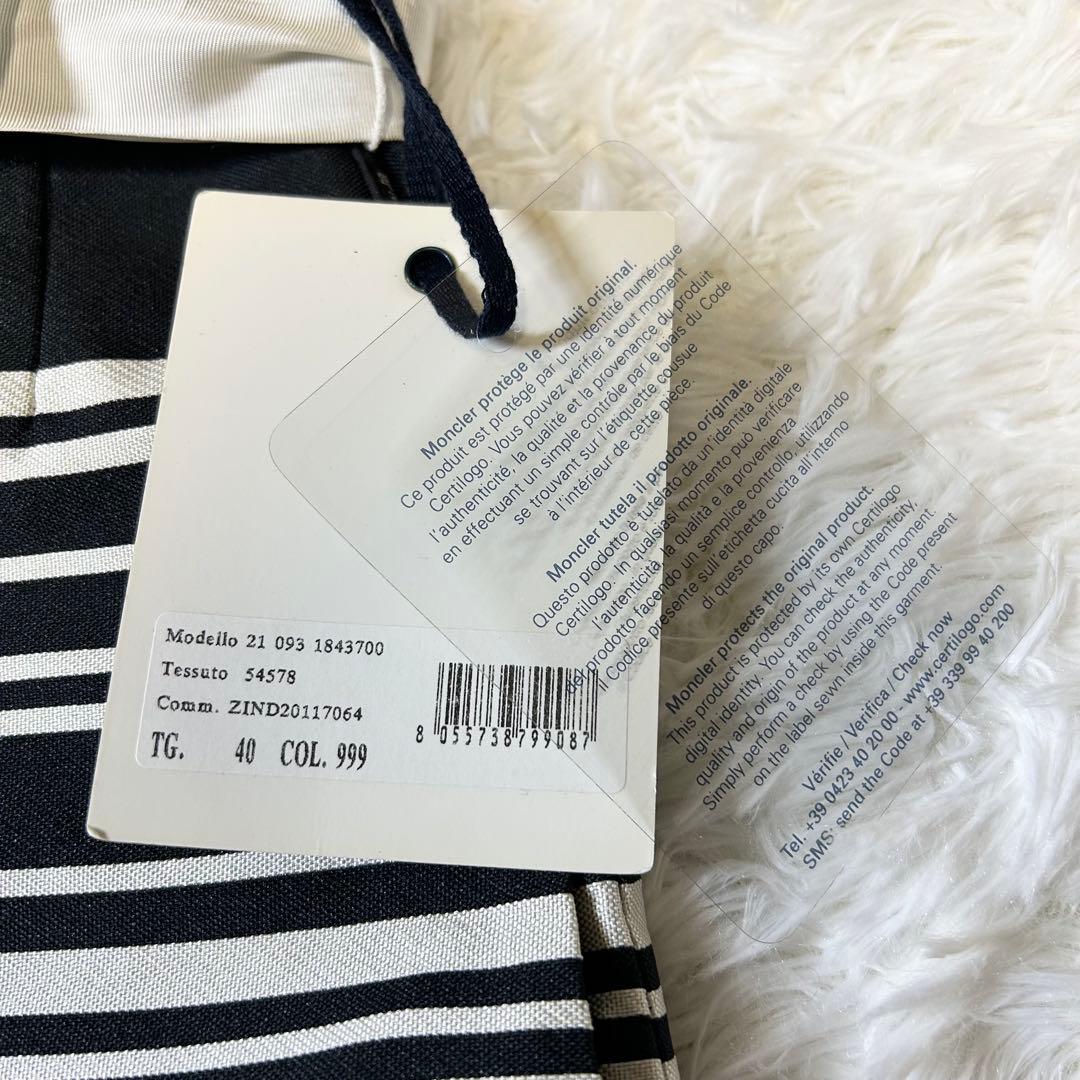 Moncler protège le produit original.
Ce produit est protégé par une identité numérique
Certilogo. Vous pouvez vérifier à tout moment
l'authenticité, la qualité et la provenance du produit
en effectuant un simple contrôle par le biais du Code
se trouvant sur l'étiquette cousue
à l'intérieur de cette pièce.
Moncler tutela il prodotto originale.
Questo prodotto è tutelato da un'identità digitale
Certilogo. In qualsiasi momento può verificare
l'autenticità, la qualità e la provenienza
del prodotto facendo un semplice controllo, utilizzando
il Codice presente sull'etichetta cucita all'interno
di questo capo.
Moncler protects the original product.
This product is protected by its own Certilogo
digital identity. You can check the authenticity,
quality and origin of the product at any moment.
Simply perform a check by using the Code present
on the label sewn inside this garment
Vérifie / Verifica / Check now
Tel. +39 0423 40 20 00 - www.certilogo.com
SMS: send the Code at +39 339 99 40 200
Modello 21 093 1843700
Tessuto 54578
Comm. ZIND20117064
TG. 40 COL. 999
8 055738 799087